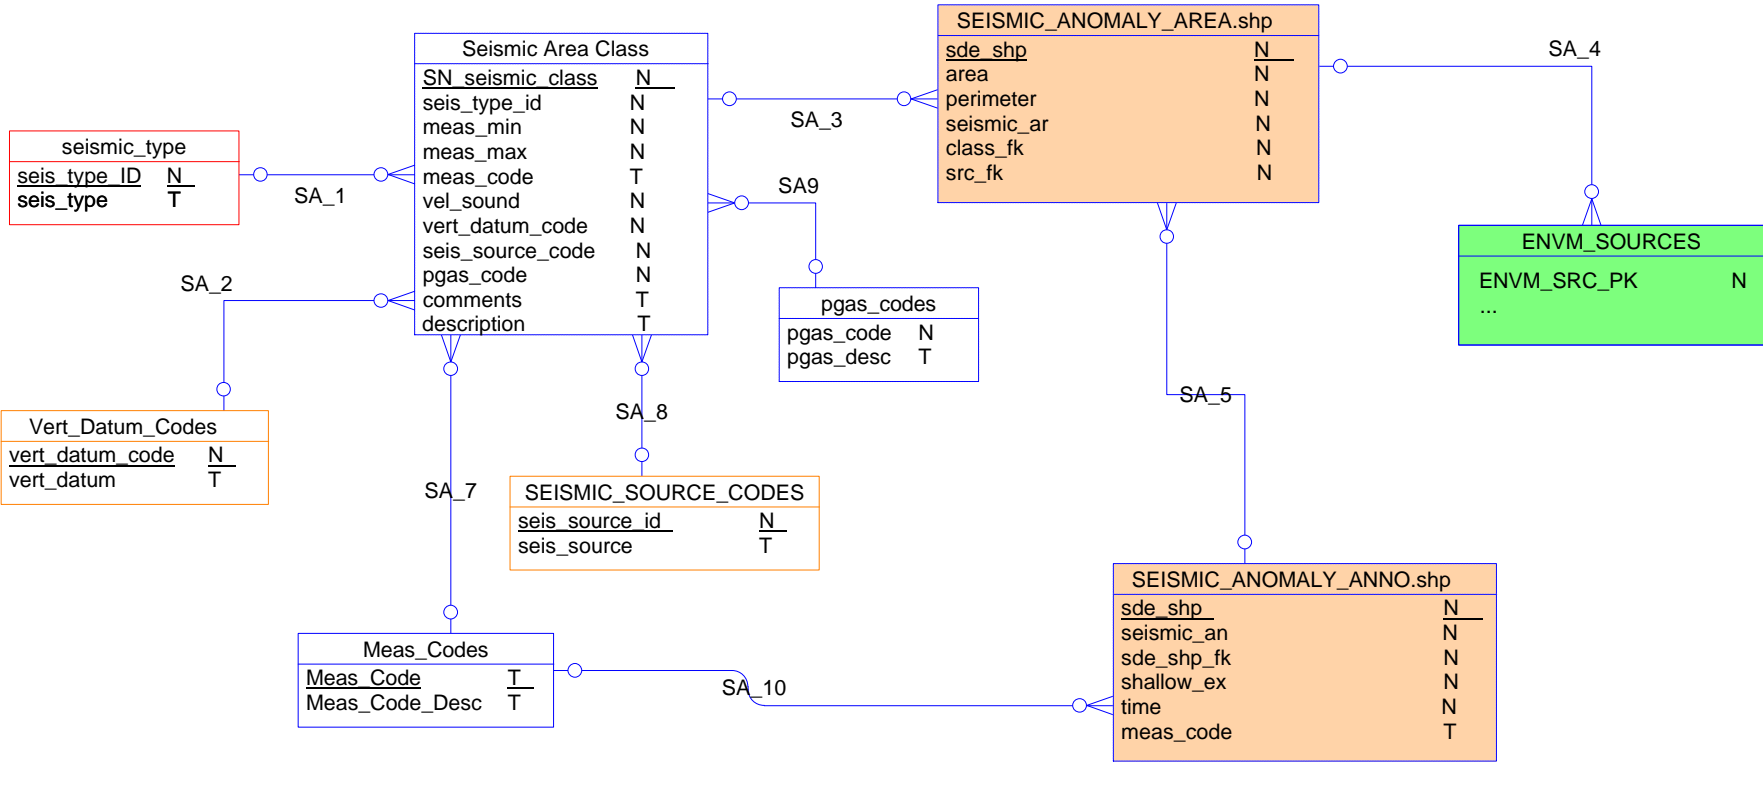 SEISMIC_ANOMALY_AREA.shp
sde_shp N
area N
perimeter N
seismic_ar N
class_fk N
src_fk N
SA_4
Seismic Area Class
SN_seismic_class N
seis_type_id N
meas_min N
meas_max N
meas_code T
vel_sound N
vert_datum_code N
seis_source_code N
pgas_code N
comments T
description T
SA_3
seismic_type
seis_type_ID N
seis_type T
SA_1
SA9
ENVM_SOURCES
ENVM_SRC_PK N
...
SA_2
pgas_codes
pgas_code N
pgas_desc T
SA_5
SA_8
Vert_Datum_Codes
vert_datum_code N
vert_datum T
SA_7
SEISMIC_SOURCE_CODES
seis_source_id N
seis_source T
SEISMIC_ANOMALY_ANNO.shp
sde_shp N
seismic_an N
sde_shp_fk N
shallow_ex N
time N
meas_code T
Meas_Codes
Meas_Code T
Meas_Code_Desc T
SA_10